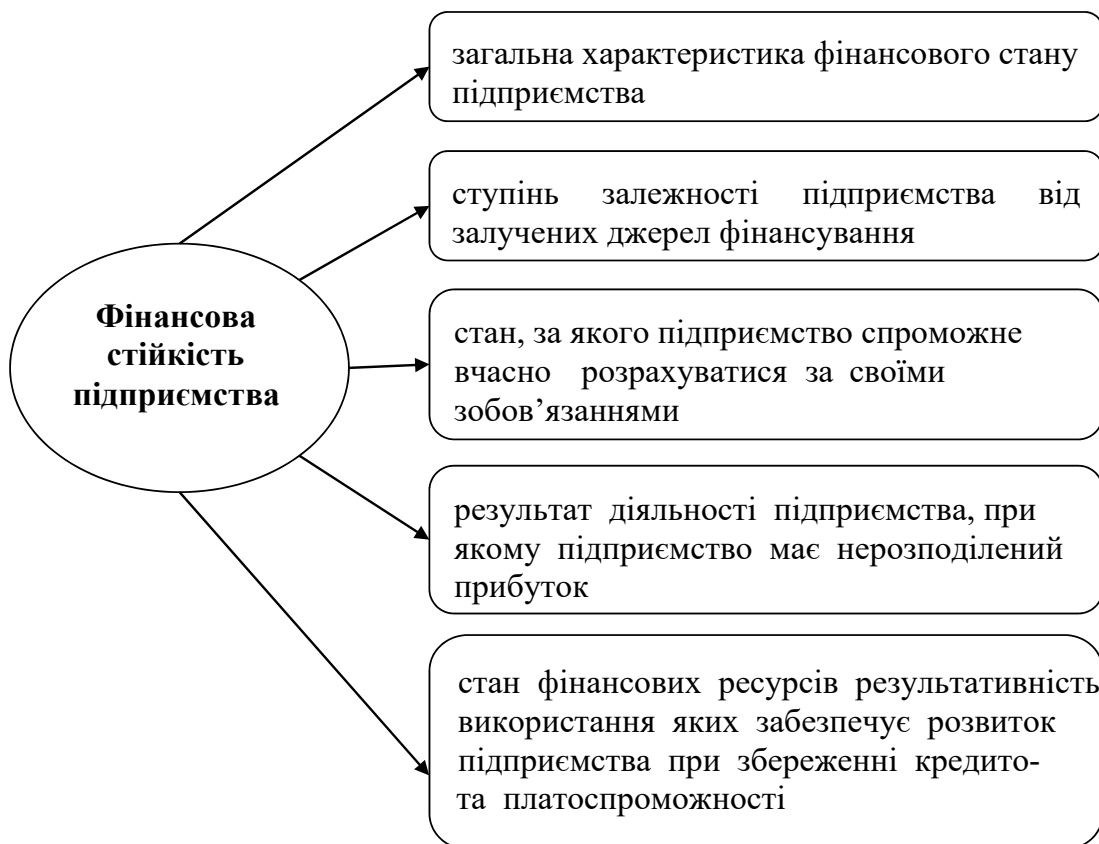 загальна характеристика фінансового стану
підприємства
ступінь залежності підприємства від
залучених джерел фінансування
Фінансова
стійкість
підприємства
стан, за якого підприємство спроможне
вчасно розрахуватися за своїми
зобов’язаннями
результат діяльності підприємства, при
якому підприємство має нерозподілений
прибуток
стан фінансових ресурсів результативність
використання яких забезпечує розвиток
підприємства при збереженні кредито-
та платоспроможності